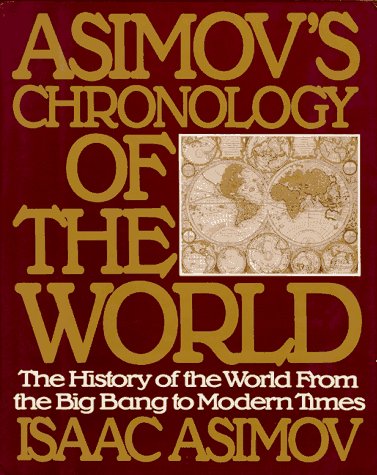 ASIMOV'S
CHRONOLOGY
OF
THE
WORLD
The History of the World From
the Big Bang to Modern Times
ISAAC ASIMOV